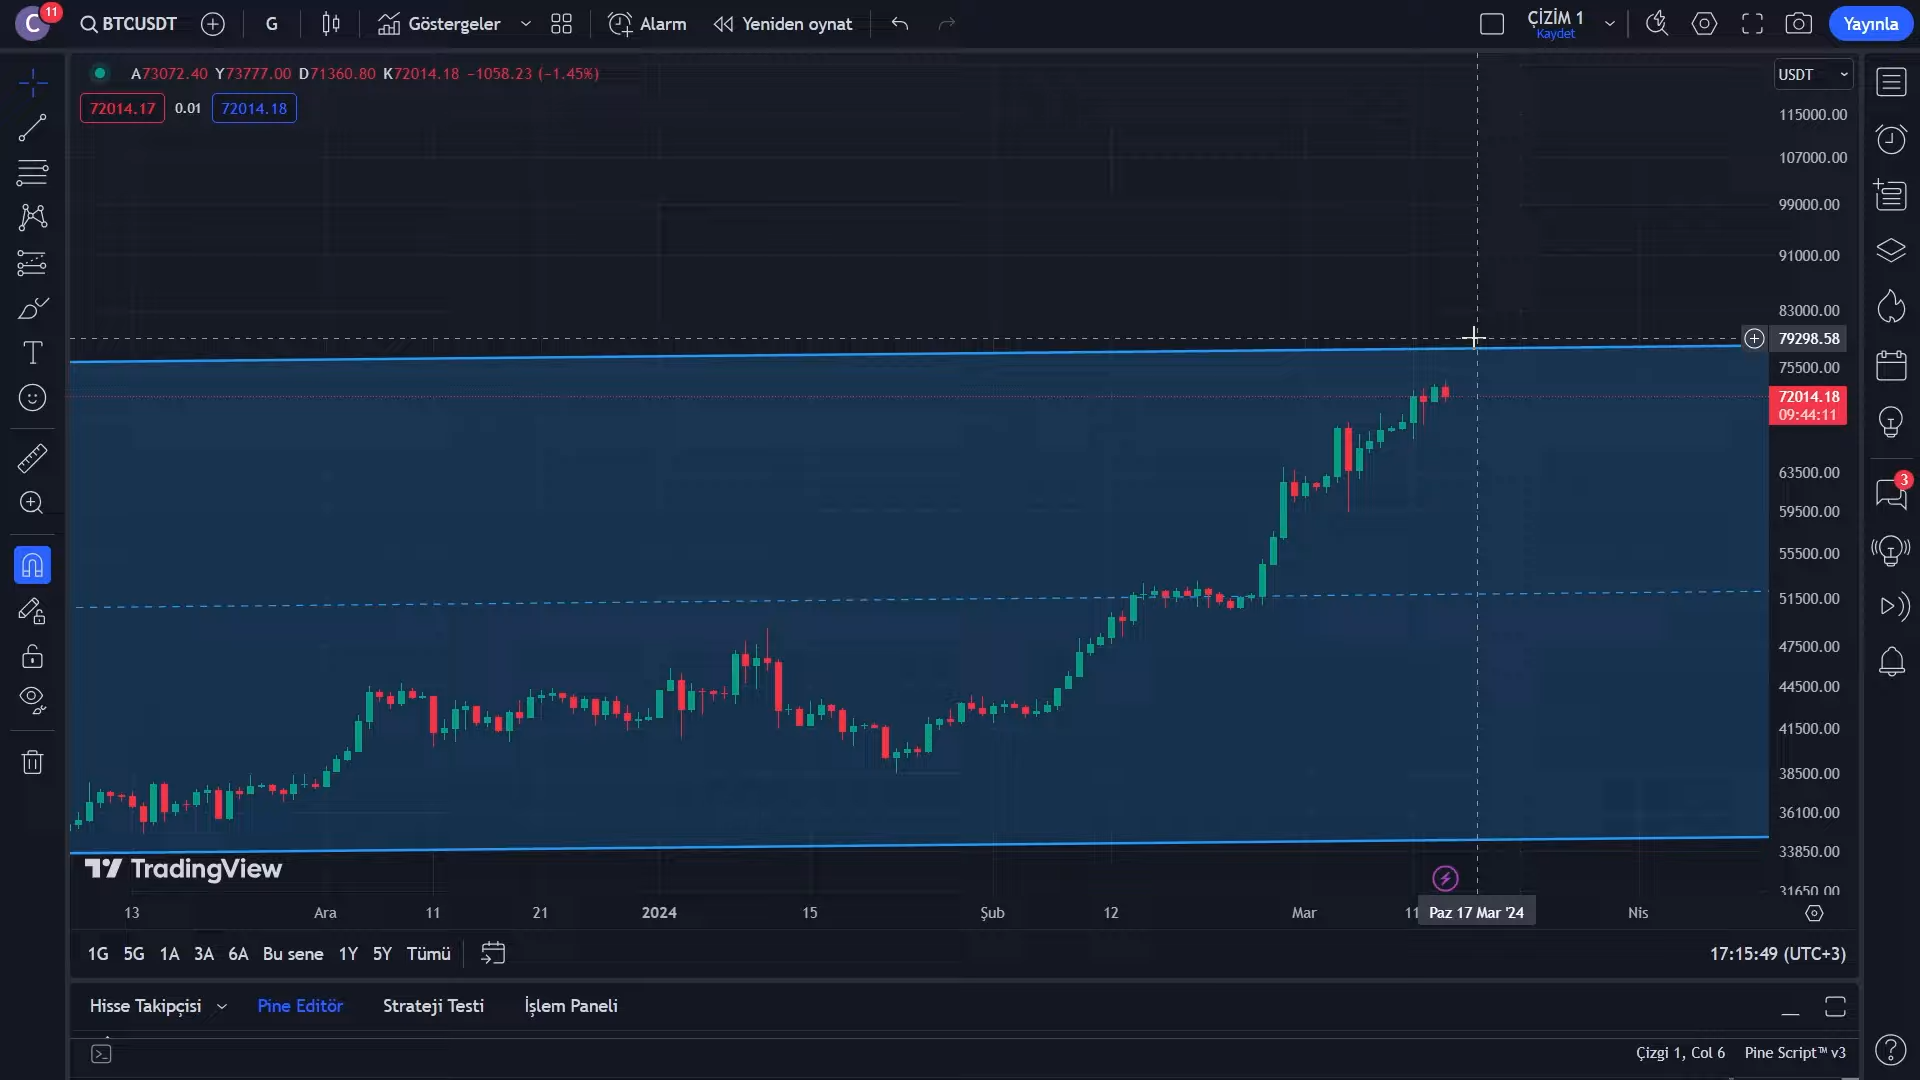 C 11 BTCUSDT G Göstergeler Alarm Yeniden oynat ÇİZİM 1 Kaydet Yayınla
A73072.40 Y73777.00 D71360.80 K72014.18 −1058.23 (−1.45%)
USDT
72014.17 0.01 72014.18
115000.00
107000.00
99000.00
91000.00
83000.00
79298.58
75500.00
72014.18
09:44:11
63500.00
3
59500.00
55500.00
51500.00
47500.00
44500.00
41500.00
38500.00
36100.00
33850.00
TradingView
31650.00
13 Ara 11 21 2024 15 Şub 12 Mar 11 Paz 17 Mar '24 Nis
1G 5G 1A 3A 6A Bu sene 1Y 5Y Tümü 17:15:49 (UTC+3)
Hisse Takipçisi Pine Editör Strateji Testi İşlem Paneli
Çizgi 1, Col 6 Pine Script™ v3